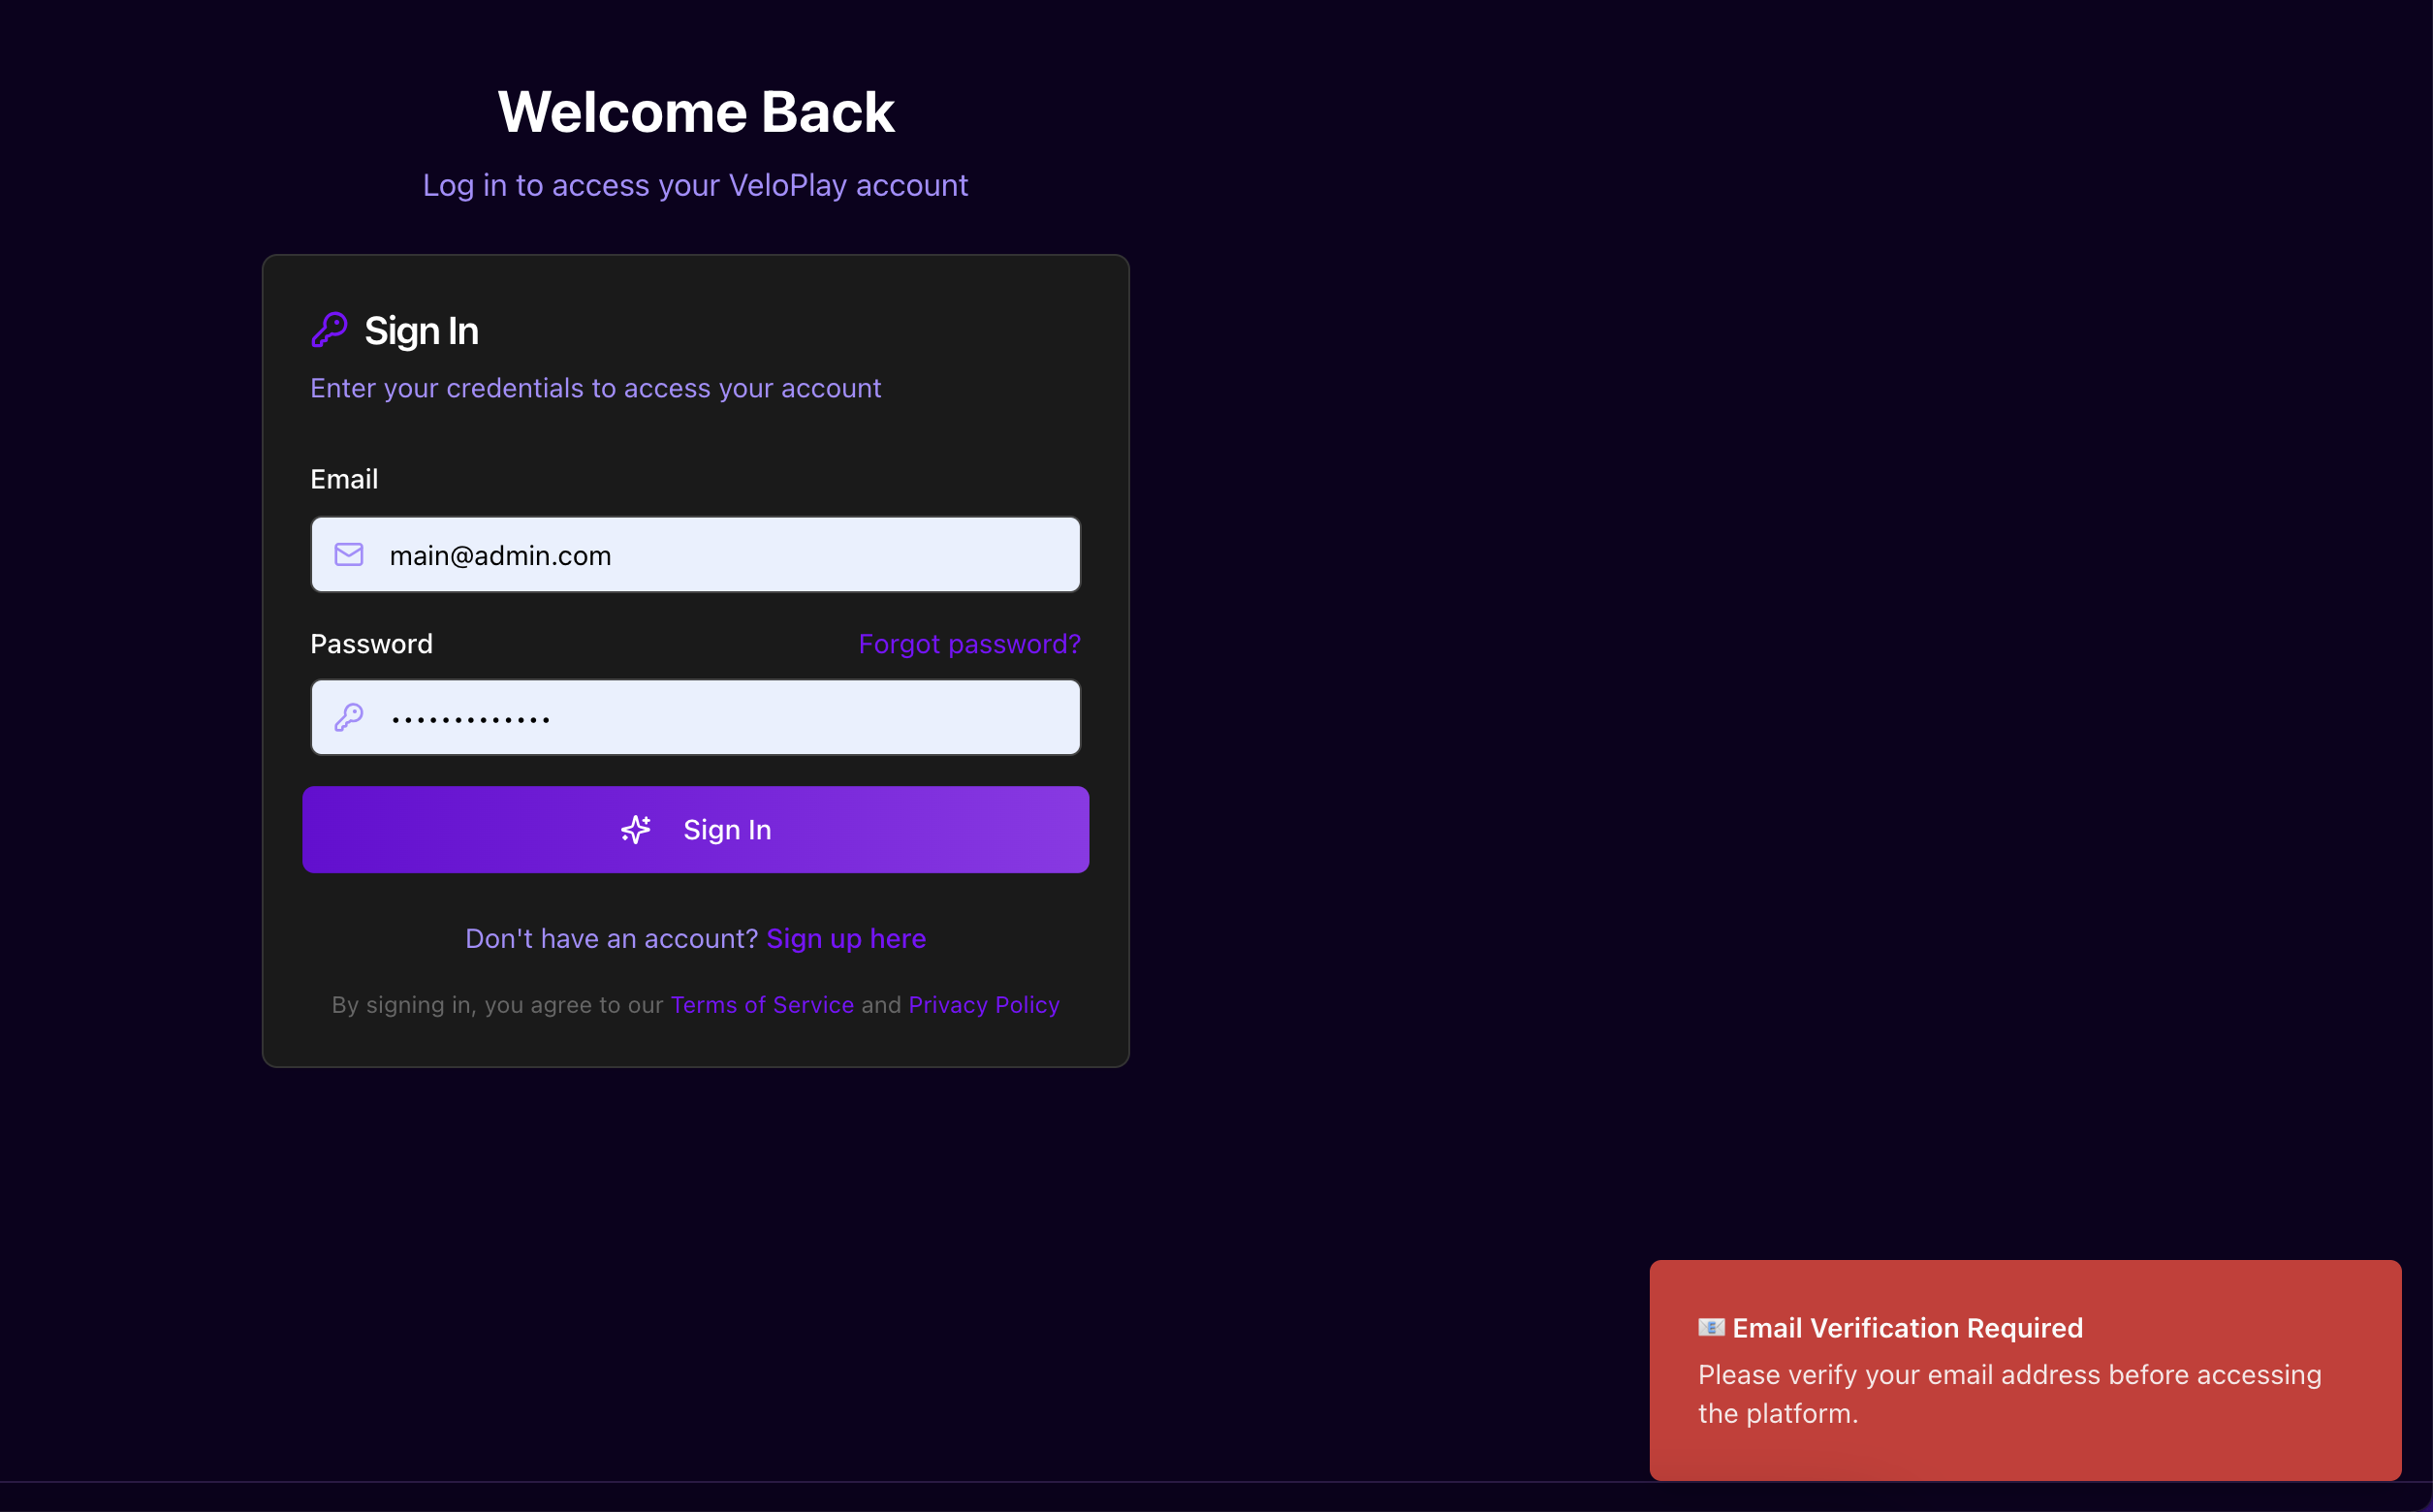 Welcome Back
Log in to access your VeloPlay account
Sign In
Enter your credentials to access your account
Email
main@admin.com
Password Forgot password?
•••••••••••••
Sign In
Don't have an account? Sign up here
By signing in, you agree to our Terms of Service and Privacy Policy
📧 Email Verification Required
Please verify your email address before accessing
the platform.